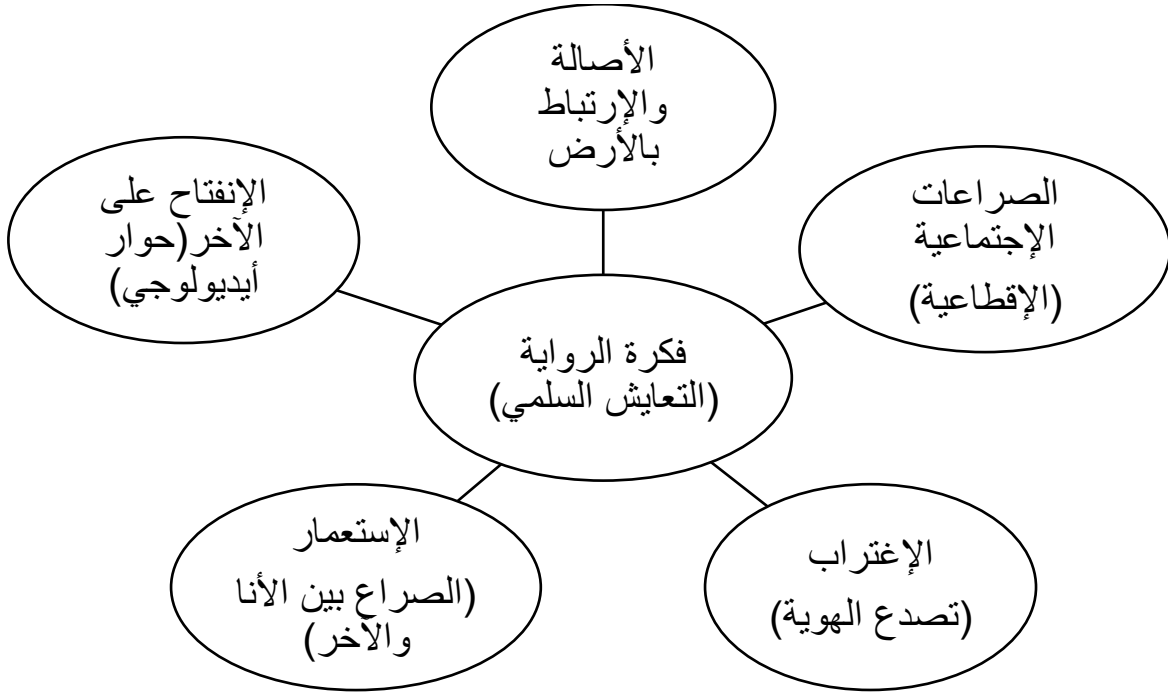 الأصالة
والإرتباط
بالأرض
الصراعات
الإجتماعية
(الإقطاعية)
الإنفتاح على
الآخر(حوار
أيديولوجي)
فكرة الرواية
(التعايش السلمي)
الإغتراب
(تصدع الهوية)
الإستعمار
(الصراع بين الأنا
والآخر)